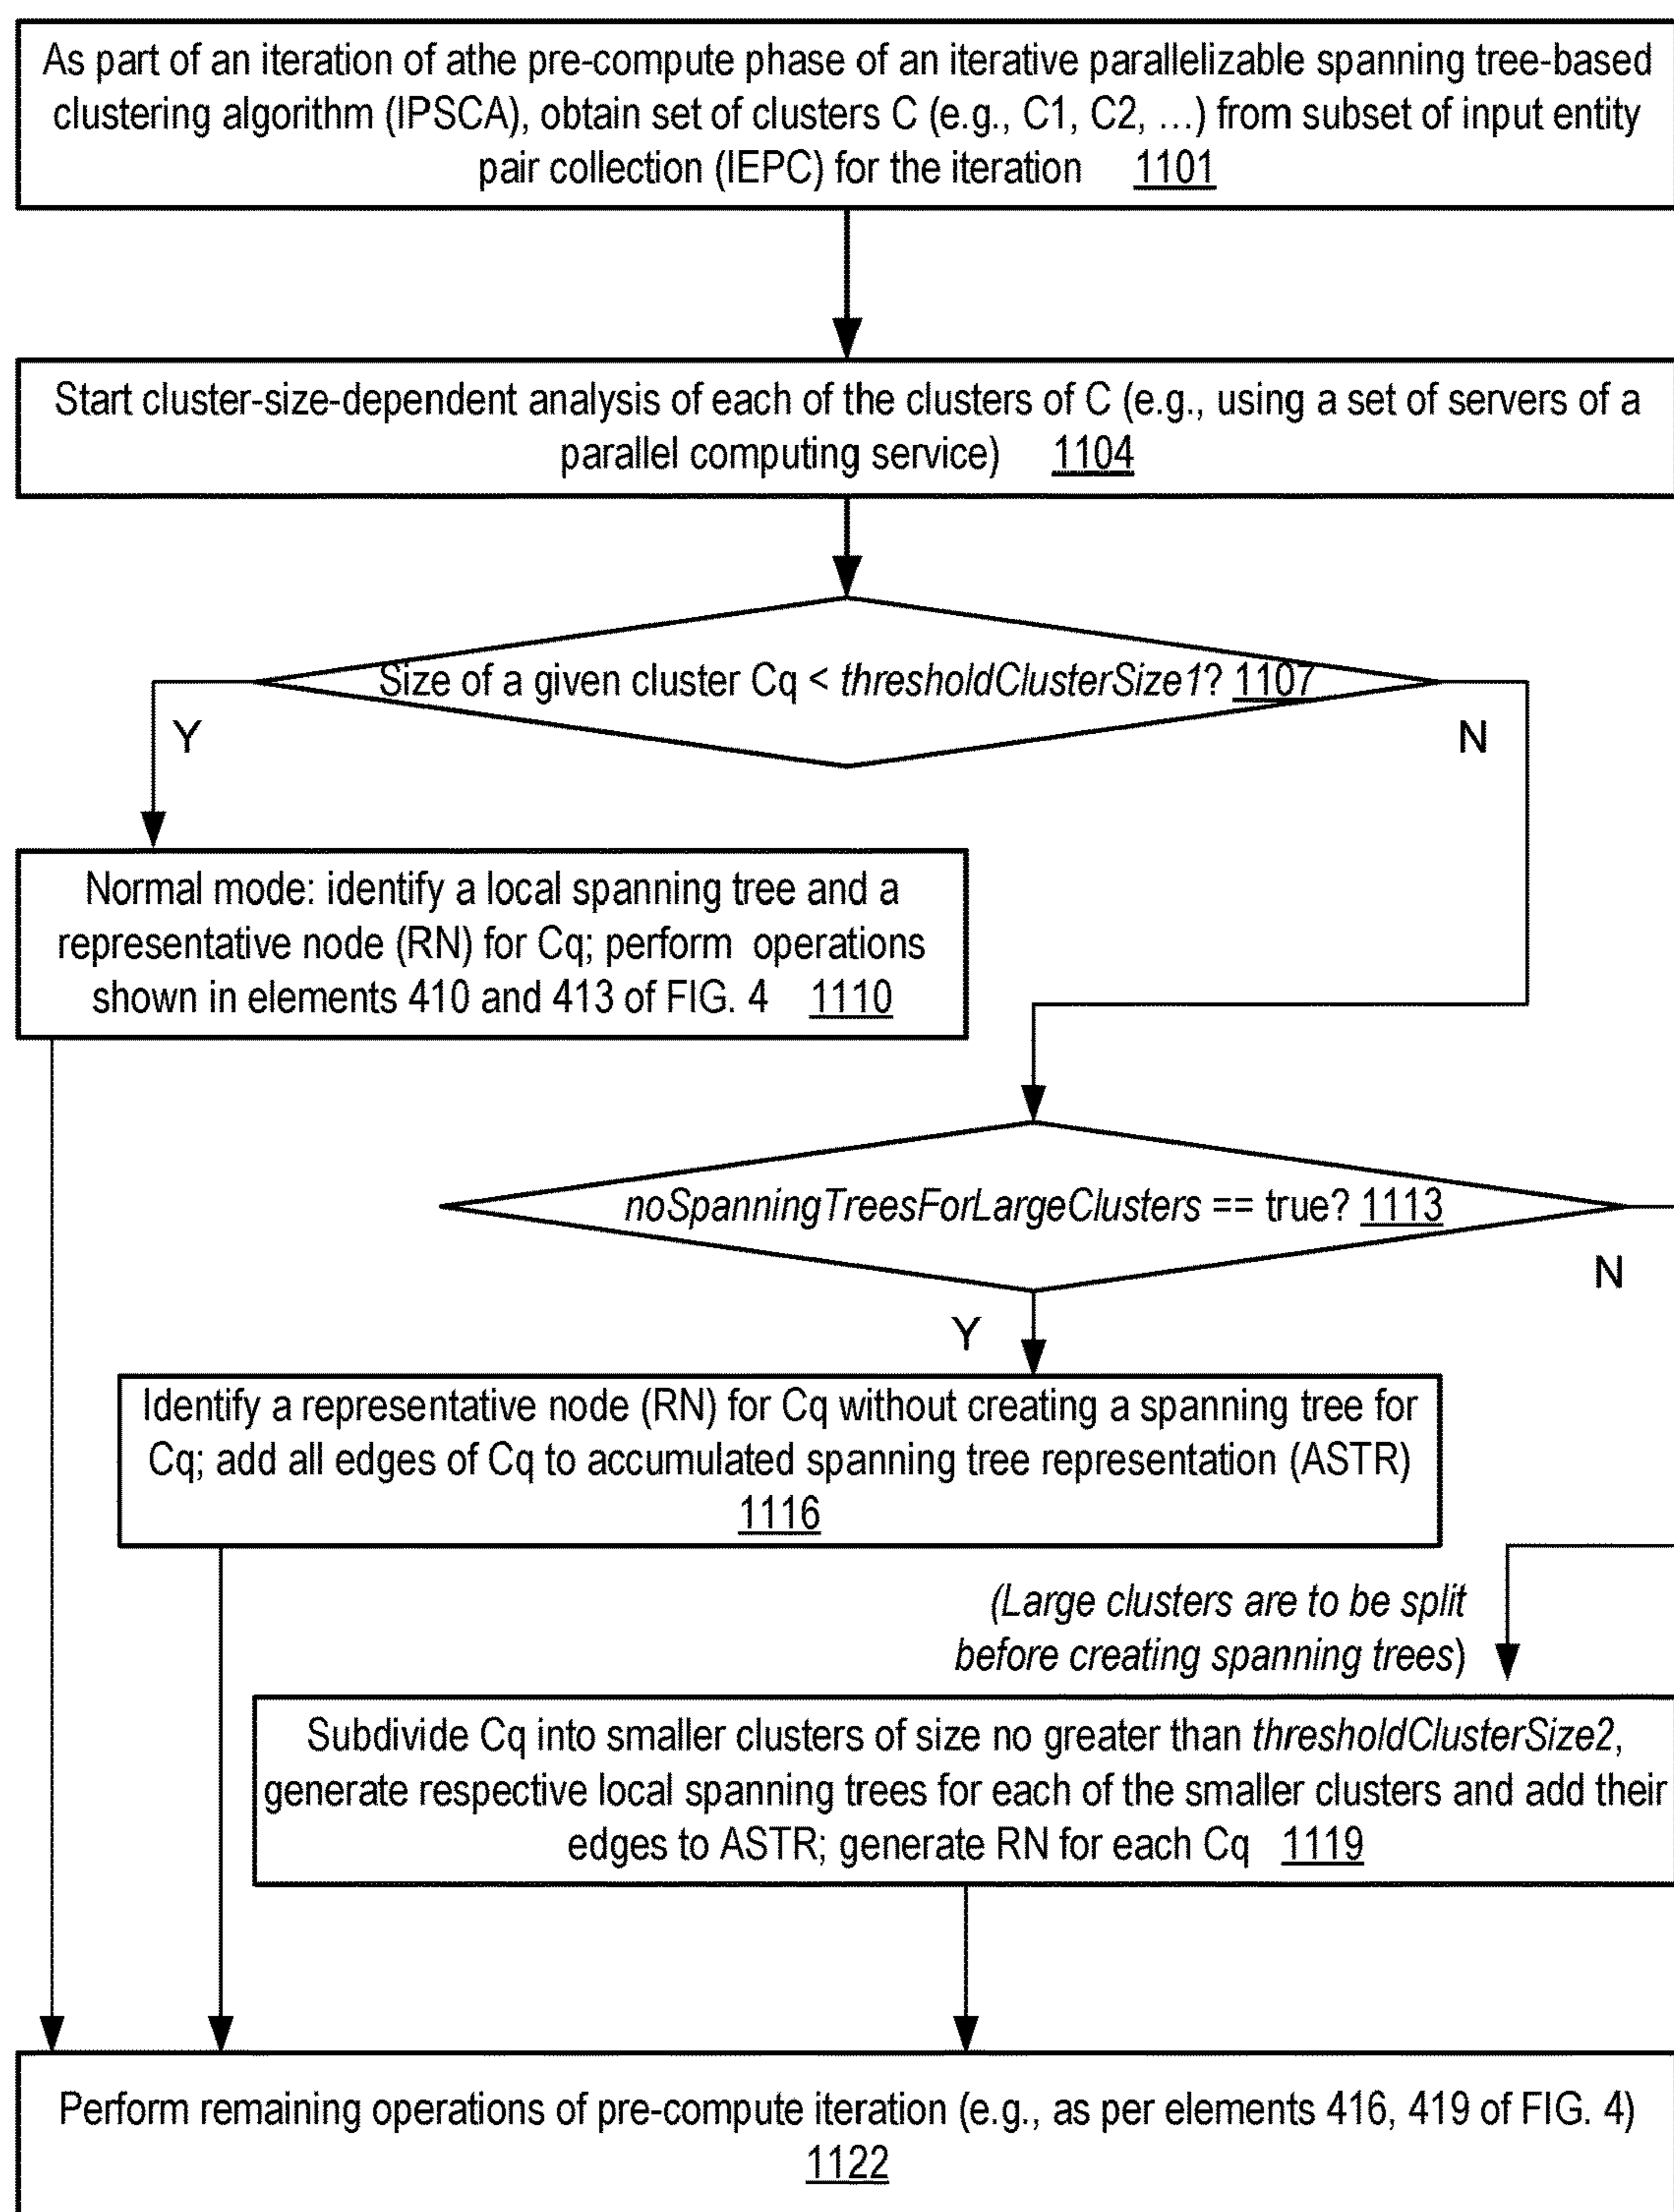 As part of an iteration of athe pre-compute phase of an iterative parallelizable spanning tree-based
clustering algorithm (IPSCA), obtain set of clusters C (e.g., C1, C2, …) from subset of input entity
pair collection (IEPC) for the iteration 1101
Start cluster-size-dependent analysis of each of the clusters of C (e.g., using a set of servers of a
parallel computing service) 1104
Size of a given cluster Cq < thresholdClusterSize1? 1107
Y
N
Normal mode: identify a local spanning tree and a
representative node (RN) for Cq; perform operations
shown in elements 410 and 413 of FIG. 4 1110
noSpanningTreesForLargeClusters == true? 1113
N
Y
Identify a representative node (RN) for Cq without creating a spanning tree for
Cq; add all edges of Cq to accumulated spanning tree representation (ASTR)
1116
(Large clusters are to be split
before creating spanning trees)
Subdivide Cq into smaller clusters of size no greater than thresholdClusterSize2,
generate respective local spanning trees for each of the smaller clusters and add their
edges to ASTR; generate RN for each Cq 1119
Perform remaining operations of pre-compute iteration (e.g., as per elements 416, 419 of FIG. 4)
1122